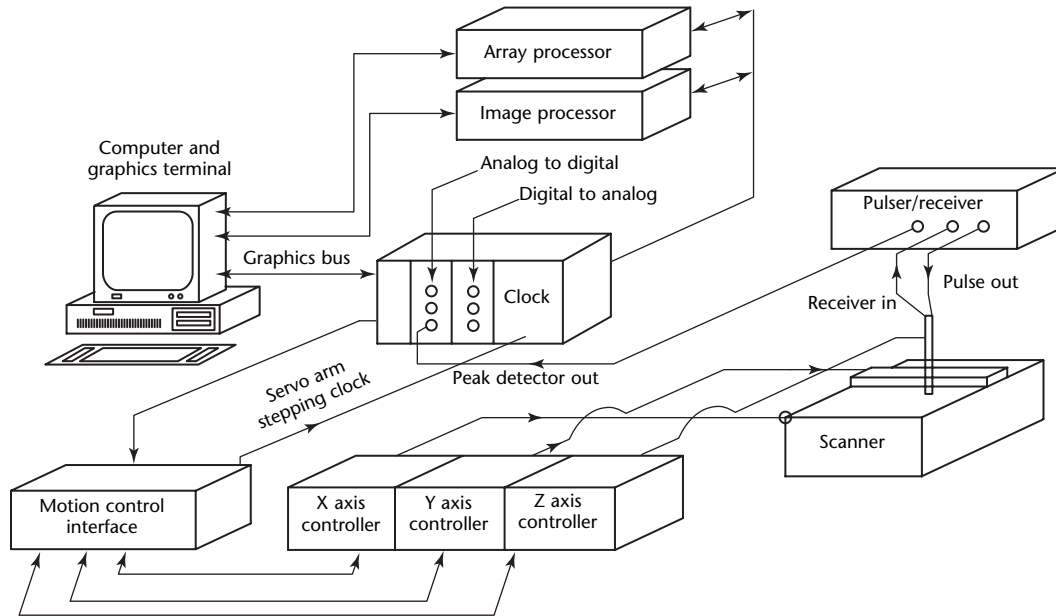 Array processor
Image processor
Computer and
graphics terminal
Analog to digital
Digital to analog
Pulser/receiver
Graphics bus
Clock
Receiver in
Pulse out
Peak detector out
Servo arm
stepping clock
Scanner
Motion control
interface
X axis
controller
Y axis
controller
Z axis
controller